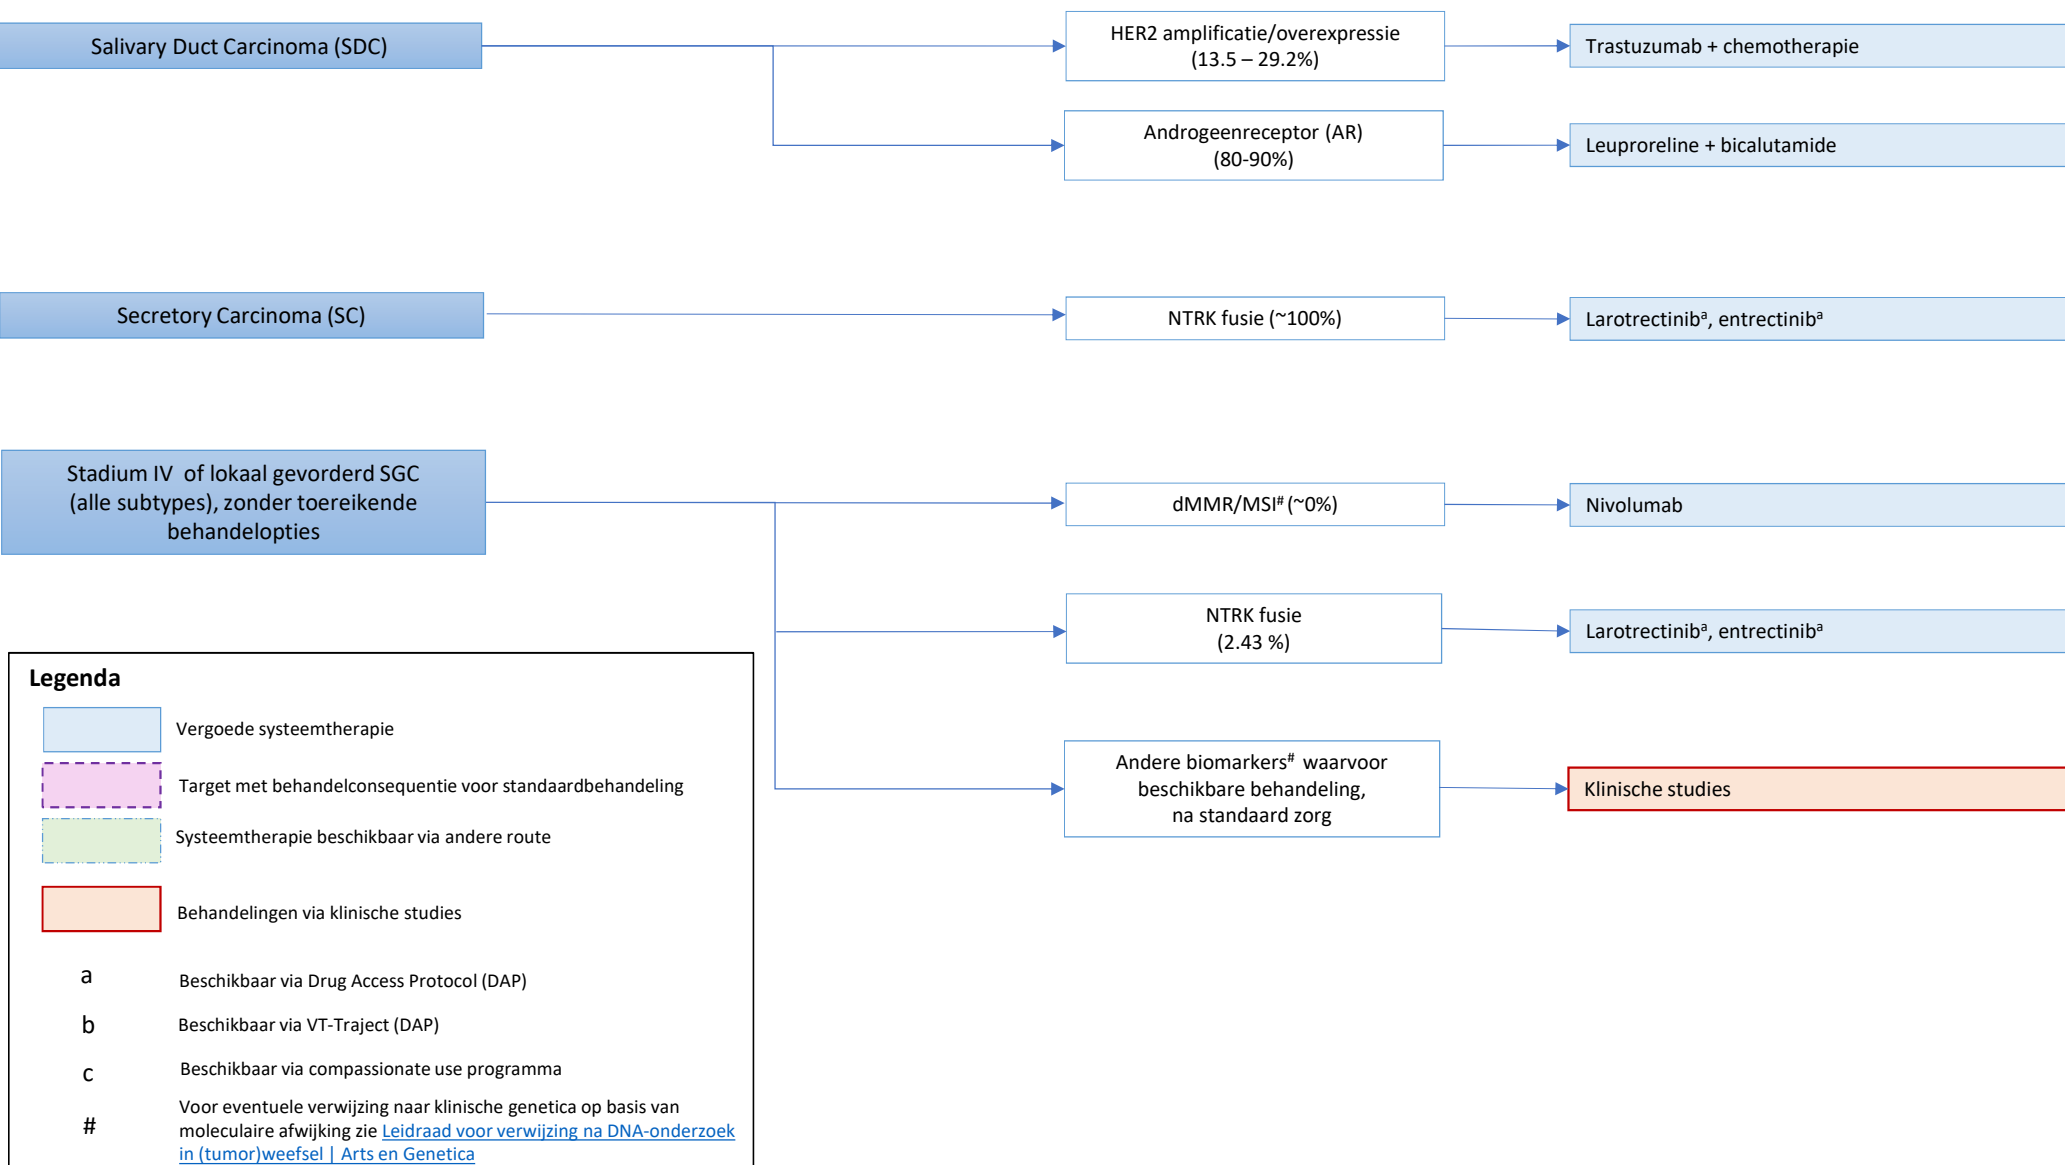 Salivary Duct Carcinoma (SDC)
HER2 amplificatie/overexpressie
(13.5 – 29.2%)
Trastuzumab + chemotherapie
Androgeenreceptor (AR)
(80-90%)
Leuproreline + bicalutamide
Secretory Carcinoma (SC)
NTRK fusie (~100%)
Larotrectinibᵃ, entrectinibᵃ
Stadium IV of lokaal gevorderd SGC
(alle subtypes), zonder toereikende
behandelopties
dMMR/MSI# (~0%)
Nivolumab
NTRK fusie
(2.43 %)
Larotrectinibᵃ, entrectinibᵃ
Andere biomarkers# waarvoor
beschikbare behandeling,
na standaard zorg
Klinische studies
Legenda
Vergoede systeemtherapie
Target met behandelconsequentie voor standaardbehandeling
Systeemtherapie beschikbaar via andere route
Behandelingen via klinische studies
a Beschikbaar via Drug Access Protocol (DAP)
b Beschikbaar via VT-Traject (DAP)
c Beschikbaar via compassionate use programma
# Voor eventuele verwijzing naar klinische genetica op basis van
moleculaire afwijking zie Leidraad voor verwijzing na DNA-onderzoek
in (tumor)weefsel | Arts en Genetica